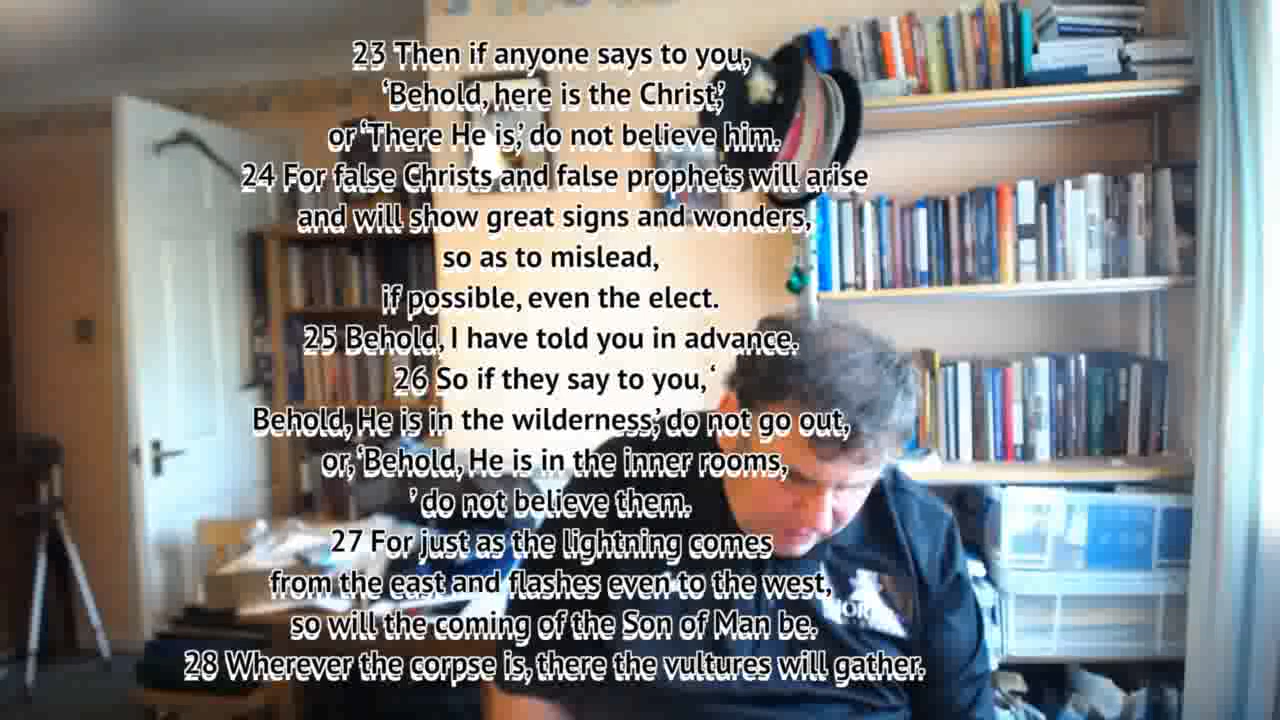 23 Then if anyone says to you,
‘Behold, here is the Christ,’
or ‘There He is,’ do not believe him.
24 For false Christs and false prophets will arise
and will show great signs and wonders,
so as to mislead,
if possible, even the elect.
25 Behold, I have told you in advance.
26 So if they say to you, ‘
Behold, He is in the wilderness,’ do not go out,
or, ‘Behold, He is in the inner rooms,
’ do not believe them.
27 For just as the lightning comes
from the east and flashes even to the west,
so will the coming of the Son of Man be.
28 Wherever the corpse is, there the vultures will gather.